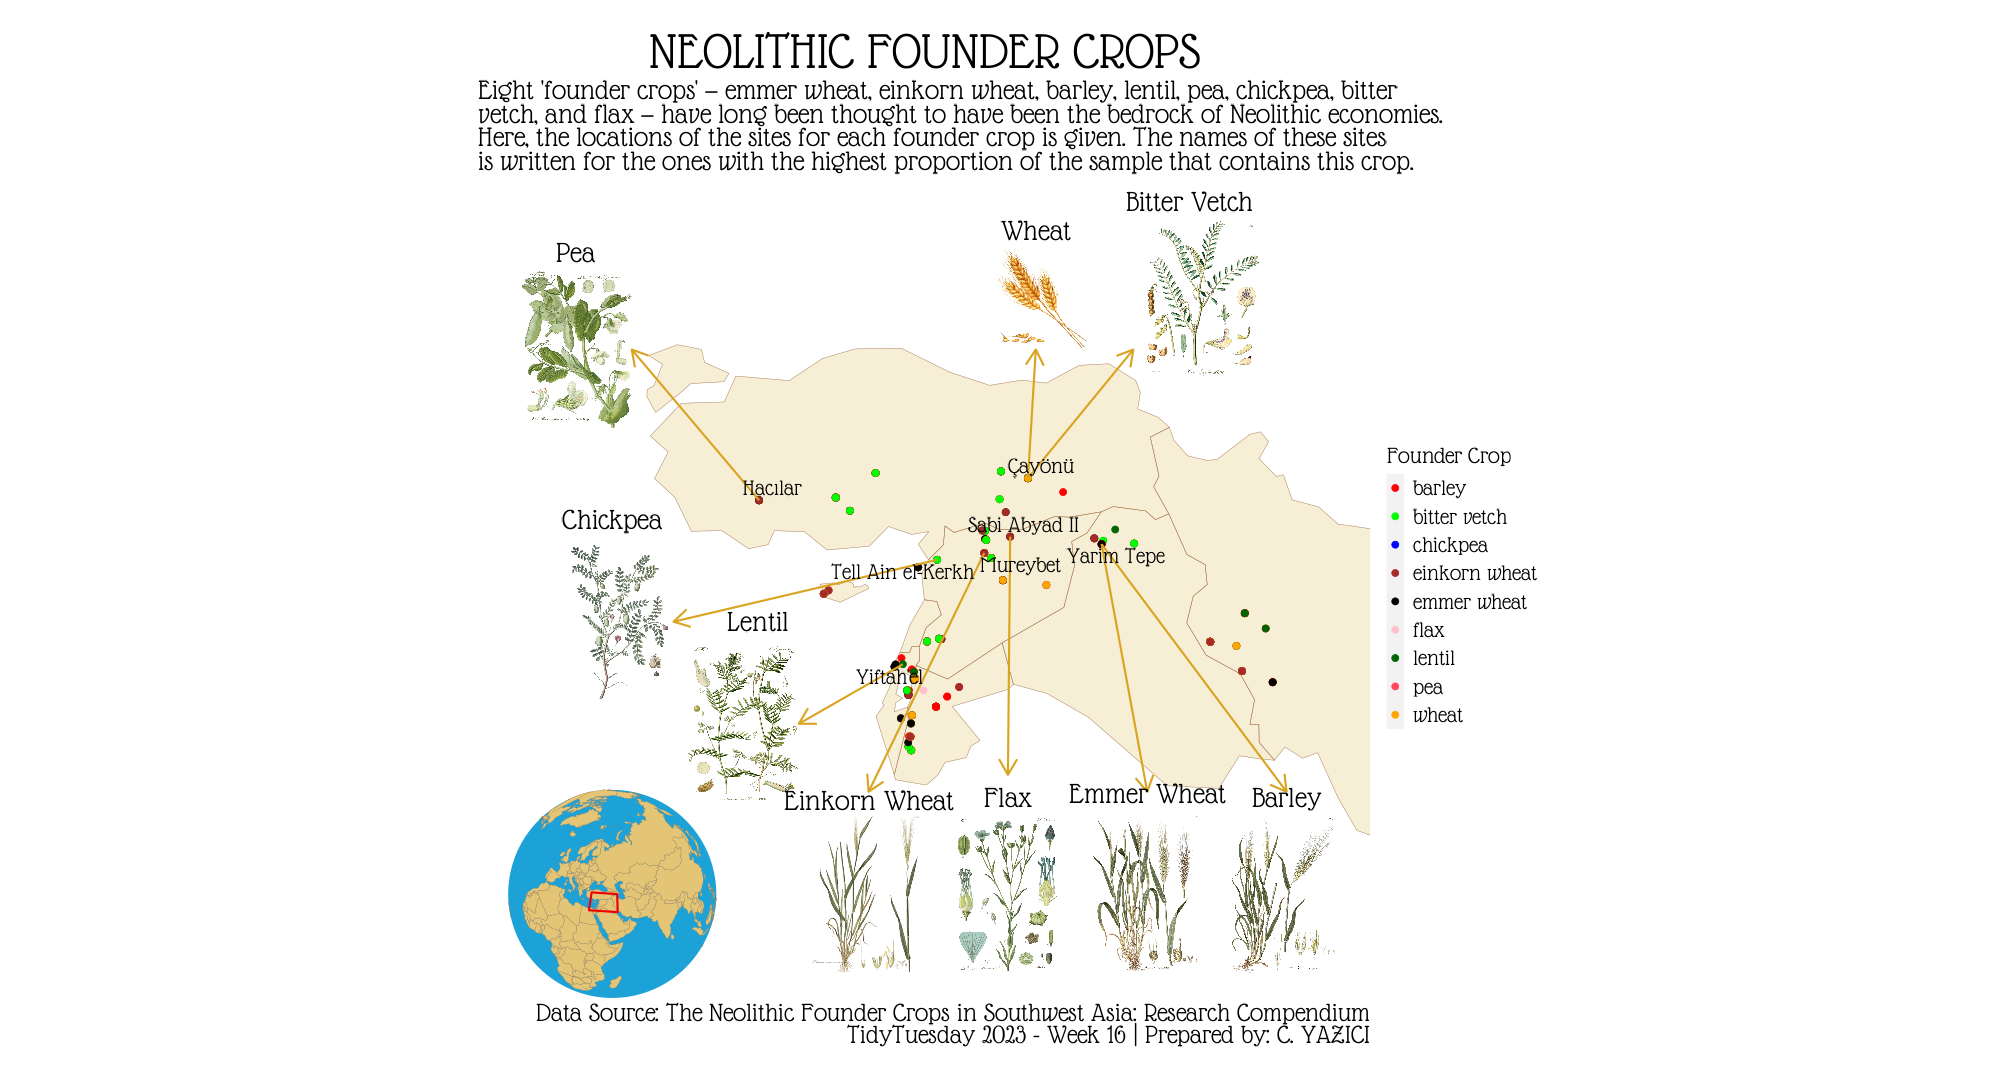 NEOLITHIC FOUNDER CROPS
Eight 'founder crops' – emmer wheat, einkorn wheat, barley, lentil, pea, chickpea, bitter
vetch, and flax – have long been thought to have been the bedrock of Neolithic economies.
Here, the locations of the sites for each founder crop is given. The names of these sites
is written for the ones with the highest proportion of the sample that contains this crop.
Bitter Vetch
Wheat
Pea
Çayönü
Hacılar
Chickpea
Sabi Abyad II
Yarim Tepe
Mureybet
Tell Ain el-Kerkh
Lentil
Yiftahel
Einkorn Wheat
Flax
Emmer Wheat
Barley
Founder Crop
barley
bitter vetch
chickpea
einkorn wheat
emmer wheat
flax
lentil
pea
wheat
Data Source: The Neolithic Founder Crops in Southwest Asia: Research Compendium
TidyTuesday 2023 - Week 16 | Prepared by: C. YAZICI